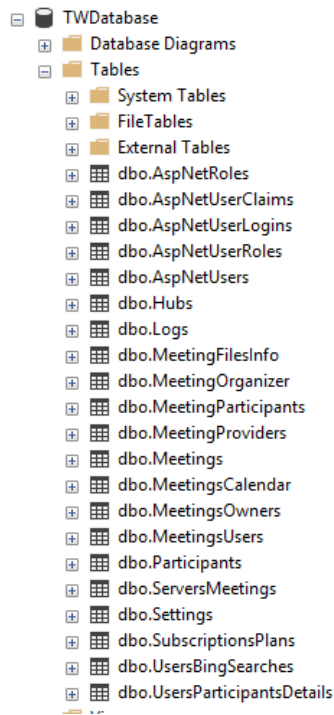 TWDatabase
Database Diagrams
Tables
System Tables
FileTables
External Tables
dbo.AspNetRoles
dbo.AspNetUserClaims
dbo.AspNetUserLogins
dbo.AspNetUserRoles
dbo.AspNetUsers
dbo.Hubs
dbo.Logs
dbo.MeetingFilesInfo
dbo.MeetingOrganizer
dbo.MeetingParticipants
dbo.MeetingProviders
dbo.Meetings
dbo.MeetingsCalendar
dbo.MeetingsOwners
dbo.MeetingsUsers
dbo.Participants
dbo.ServersMeetings
dbo.Settings
dbo.SubscriptionsPlans
dbo.UsersBingSearches
dbo.UsersParticipantsDetails